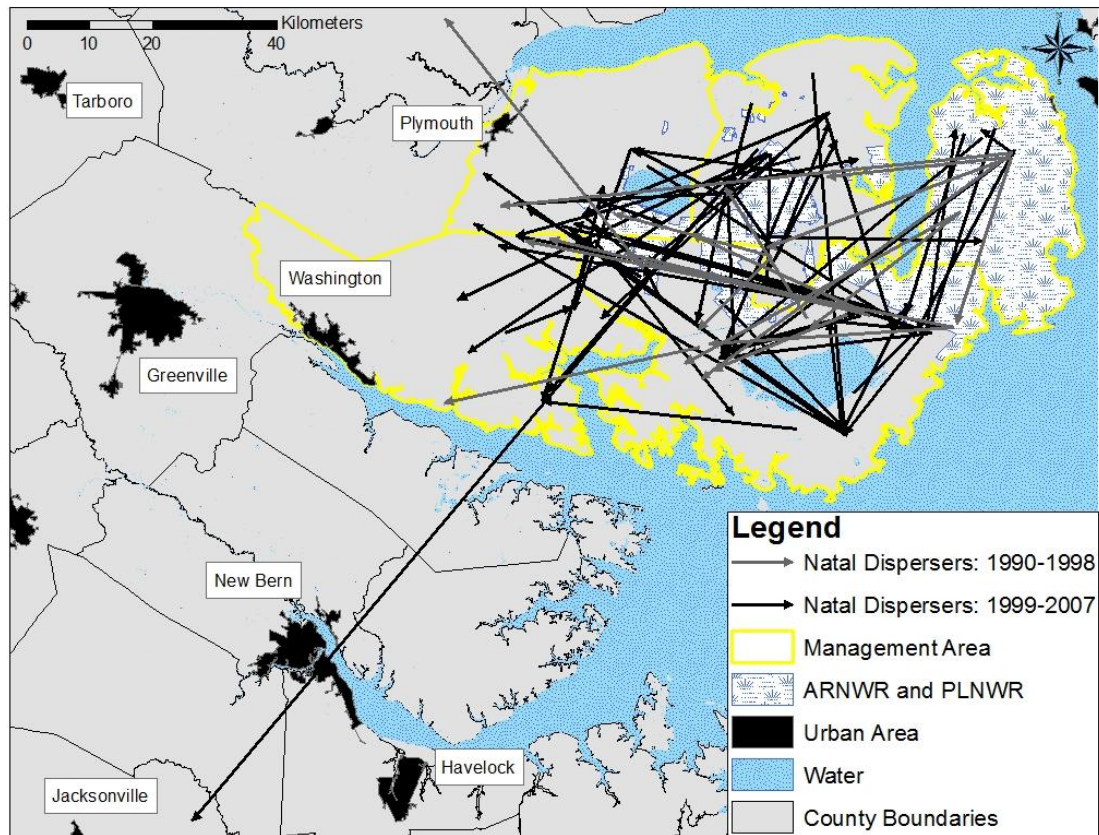 Kilometers
0 10 20 40
Tarboro
Plymouth
Washington
Greenville
New Bern
Havelock
Jacksonville
Legend
Natal Dispersers: 1990-1998
Natal Dispersers: 1999-2007
Management Area
ARNWR and PLNWR
Urban Area
Water
County Boundaries